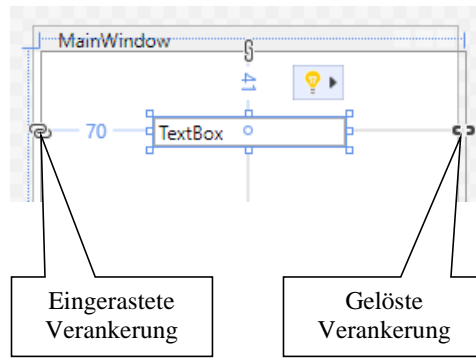 MainWindow
41
70
TextBox
Eingerastete
Verankerung
Gelöste
Verankerung